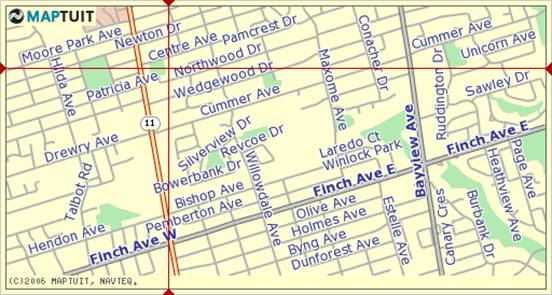 MAPTUIT
Moore Park Ave
Newton Dr
Pamcrest Dr
Conacher Dr
Cummer Ave
Unicorn Ave
Centre Ave
Hilda Ave
Patricia Ave
Northwood Dr
Wedgewood Dr
Maxome Ave
Ruddington Dr
Sawley Dr
Cummer Ave
11
Silverview Dr
Revcoe Dr
Bayview Ave
Drewry Ave
Laredo Ct
Winlock Park
Finch Ave E
Page Ave
Talbot Rd
Bowerbank Dr
Willowdale Ave
Finch Ave E
Heathview Ave
Bishop Ave
Pemberton Ave
Olive Ave
Estelle Ave
Canary Cres
Burbank Dr
Hendon Ave
Finch Ave W
Holmes Ave
Byng Ave
Dunforest Ave
(C)2006 MAPTUIT, NAVTEQ.